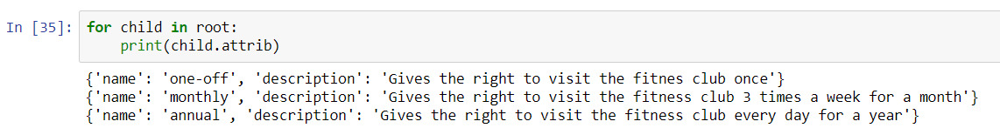 In [35]: for child in root:
    print(child.attrib)
{'name': 'one-off', 'description': 'Gives the right to visit the fitnes club once'}
{'name': 'monthly', 'description': 'Gives the right to visit the fitness club 3 times a week for a month'}
{'name': 'annual', 'description': 'Gives the right to visit the fitness club every day for a year'}